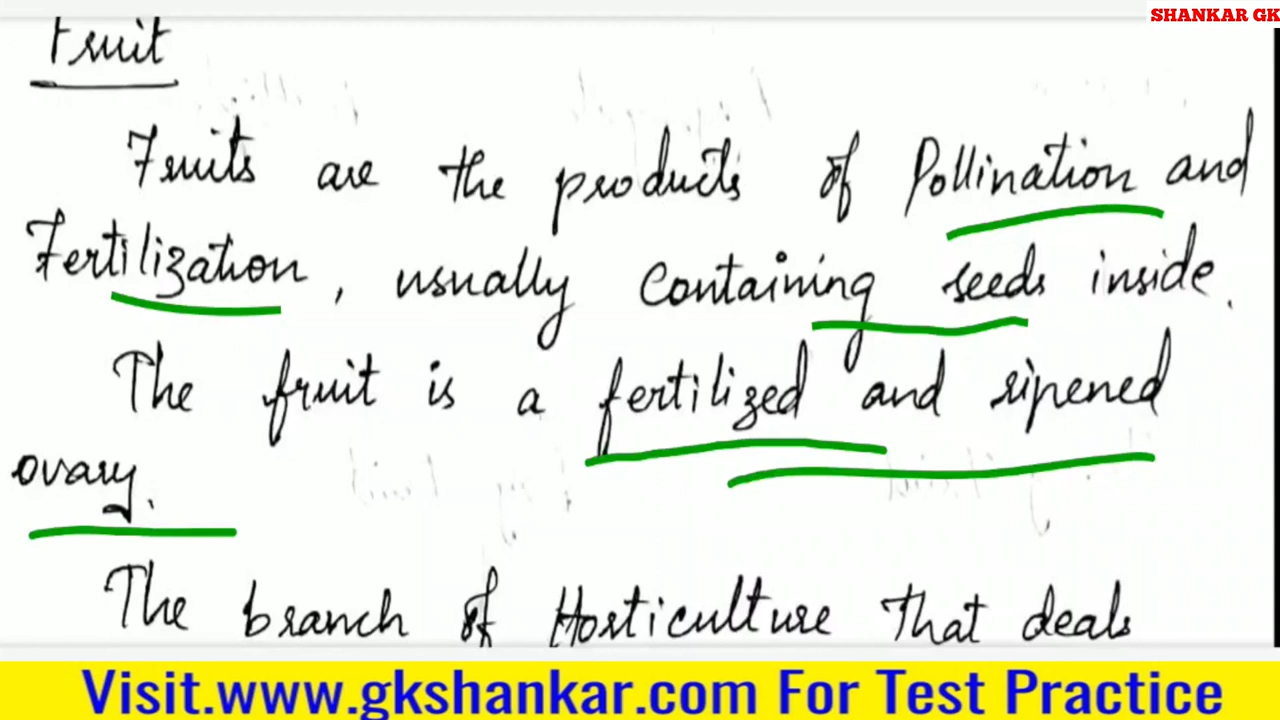 SHANKAR GK
Fruit
Fruits are the products of Pollination and
Fertilization, usually containing seeds inside.
The fruit is a fertilized and ripened
ovary.
The branch of Horticulture that deals
Visit.www.gkshankar.com For Test Practice